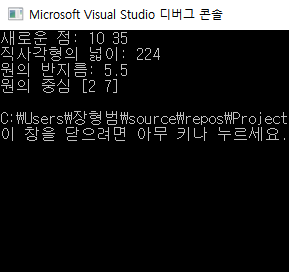 Microsoft Visual Studio 디버그 콘솔
새로운 점: 10 35
직사각형의 넓이: 224
원의 반지름: 5.5
원의 중심 [2 7]
C:₩Users₩장형범₩source₩repos₩Project
이 창을 닫으려면 아무 키나 누르세요.